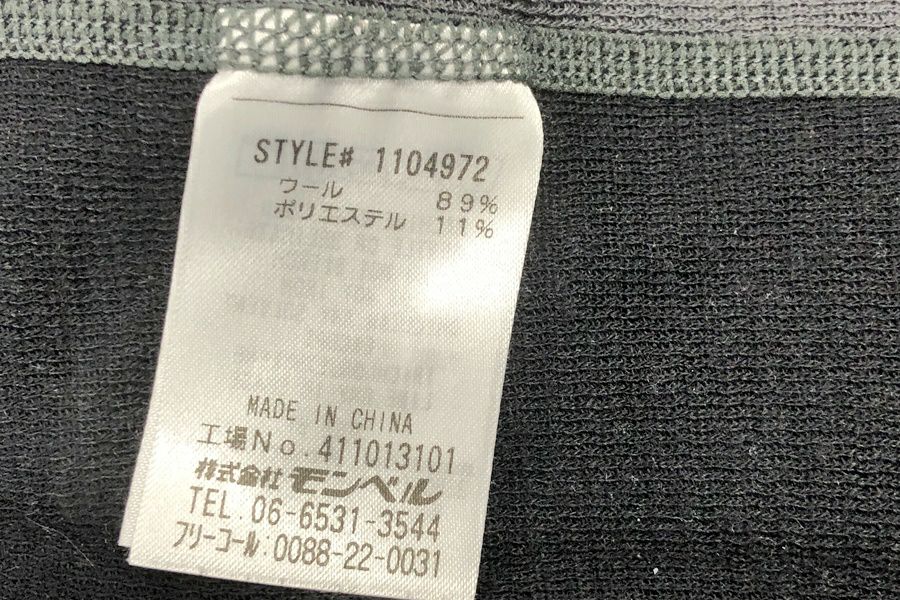 STYLE# 1104972
ウール 89%
ポリエステル 11%
MADE IN CHINA
工場No. 411013101
株式会社 モンベル
TEL. 06-6531-3544
フリーコール:0088-22-0031